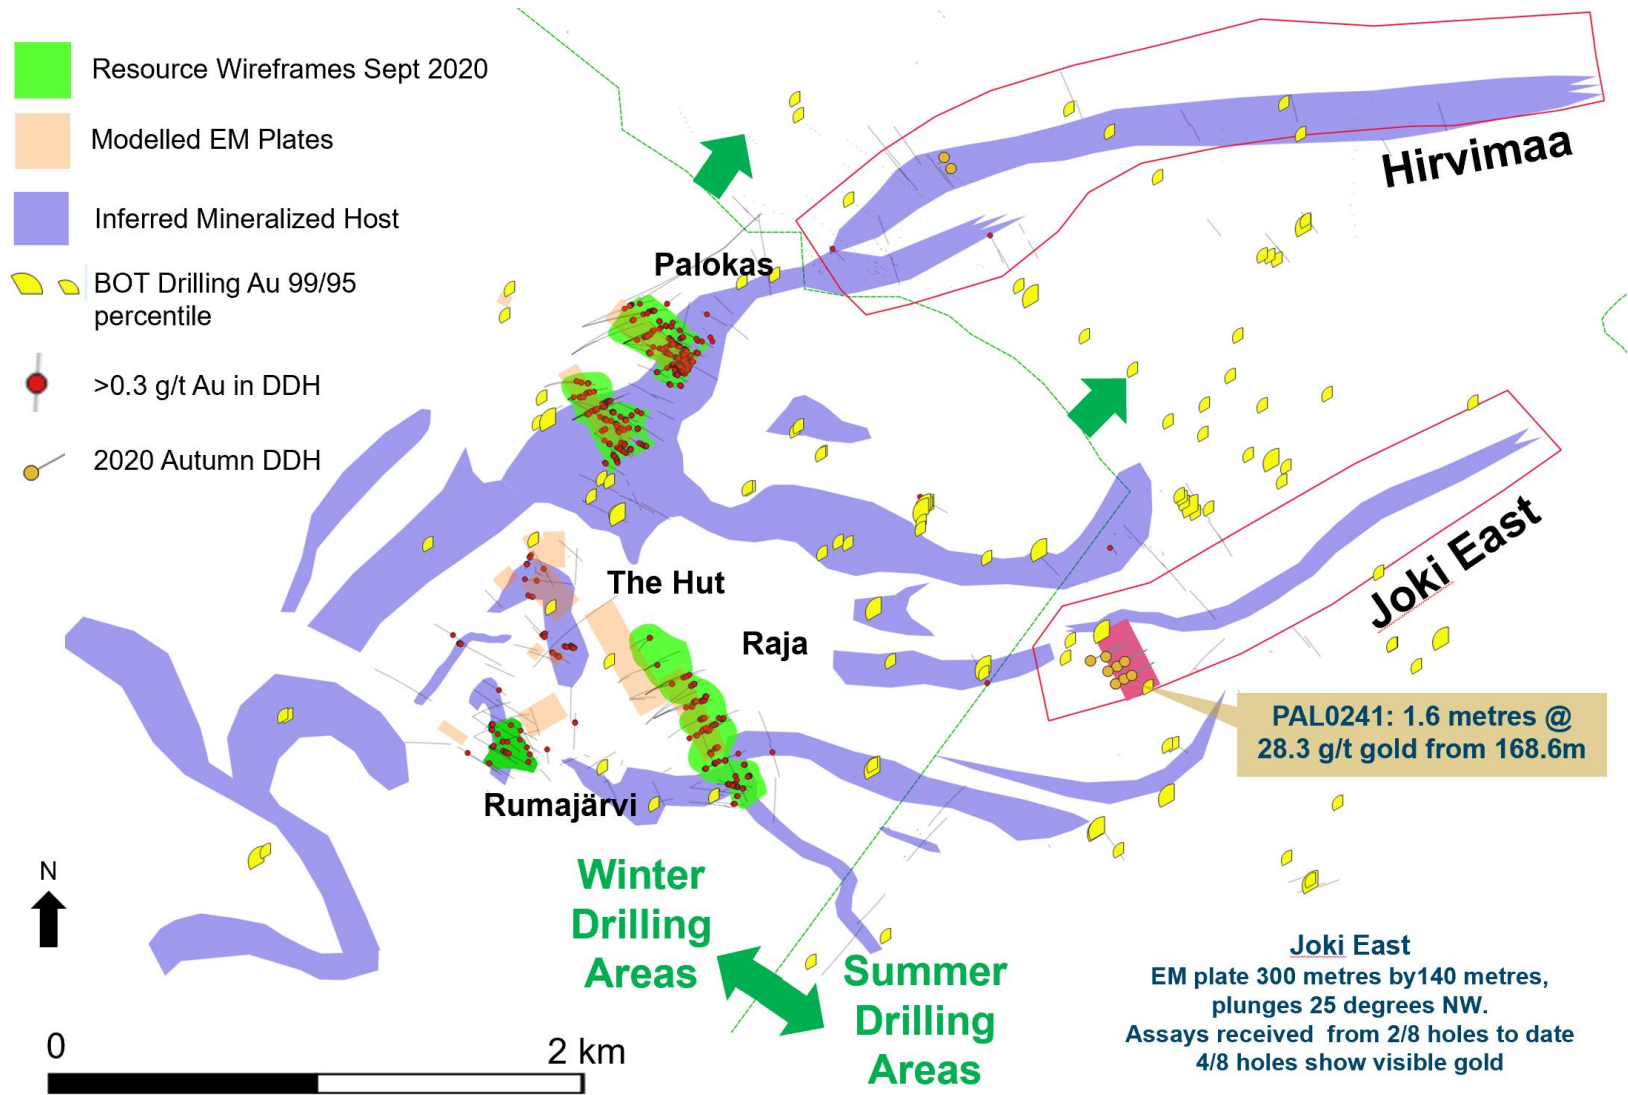 Resource Wireframes Sept 2020
Modelled EM Plates
Inferred Mineralized Host
BOT Drilling Au 99/95
percentile
>0.3 g/t Au in DDH
2020 Autumn DDH
Hirvimaa
Palokas
Joki East
The Hut
Raja
PAL0241: 1.6 metres @
28.3 g/t gold from 168.6m
Rumajärvi
N
Winter
Drilling
Areas
Summer
Drilling
Areas
Joki East
EM plate 300 metres by140 metres,
plunges 25 degrees NW.
Assays received from 2/8 holes to date
4/8 holes show visible gold
0
2 km